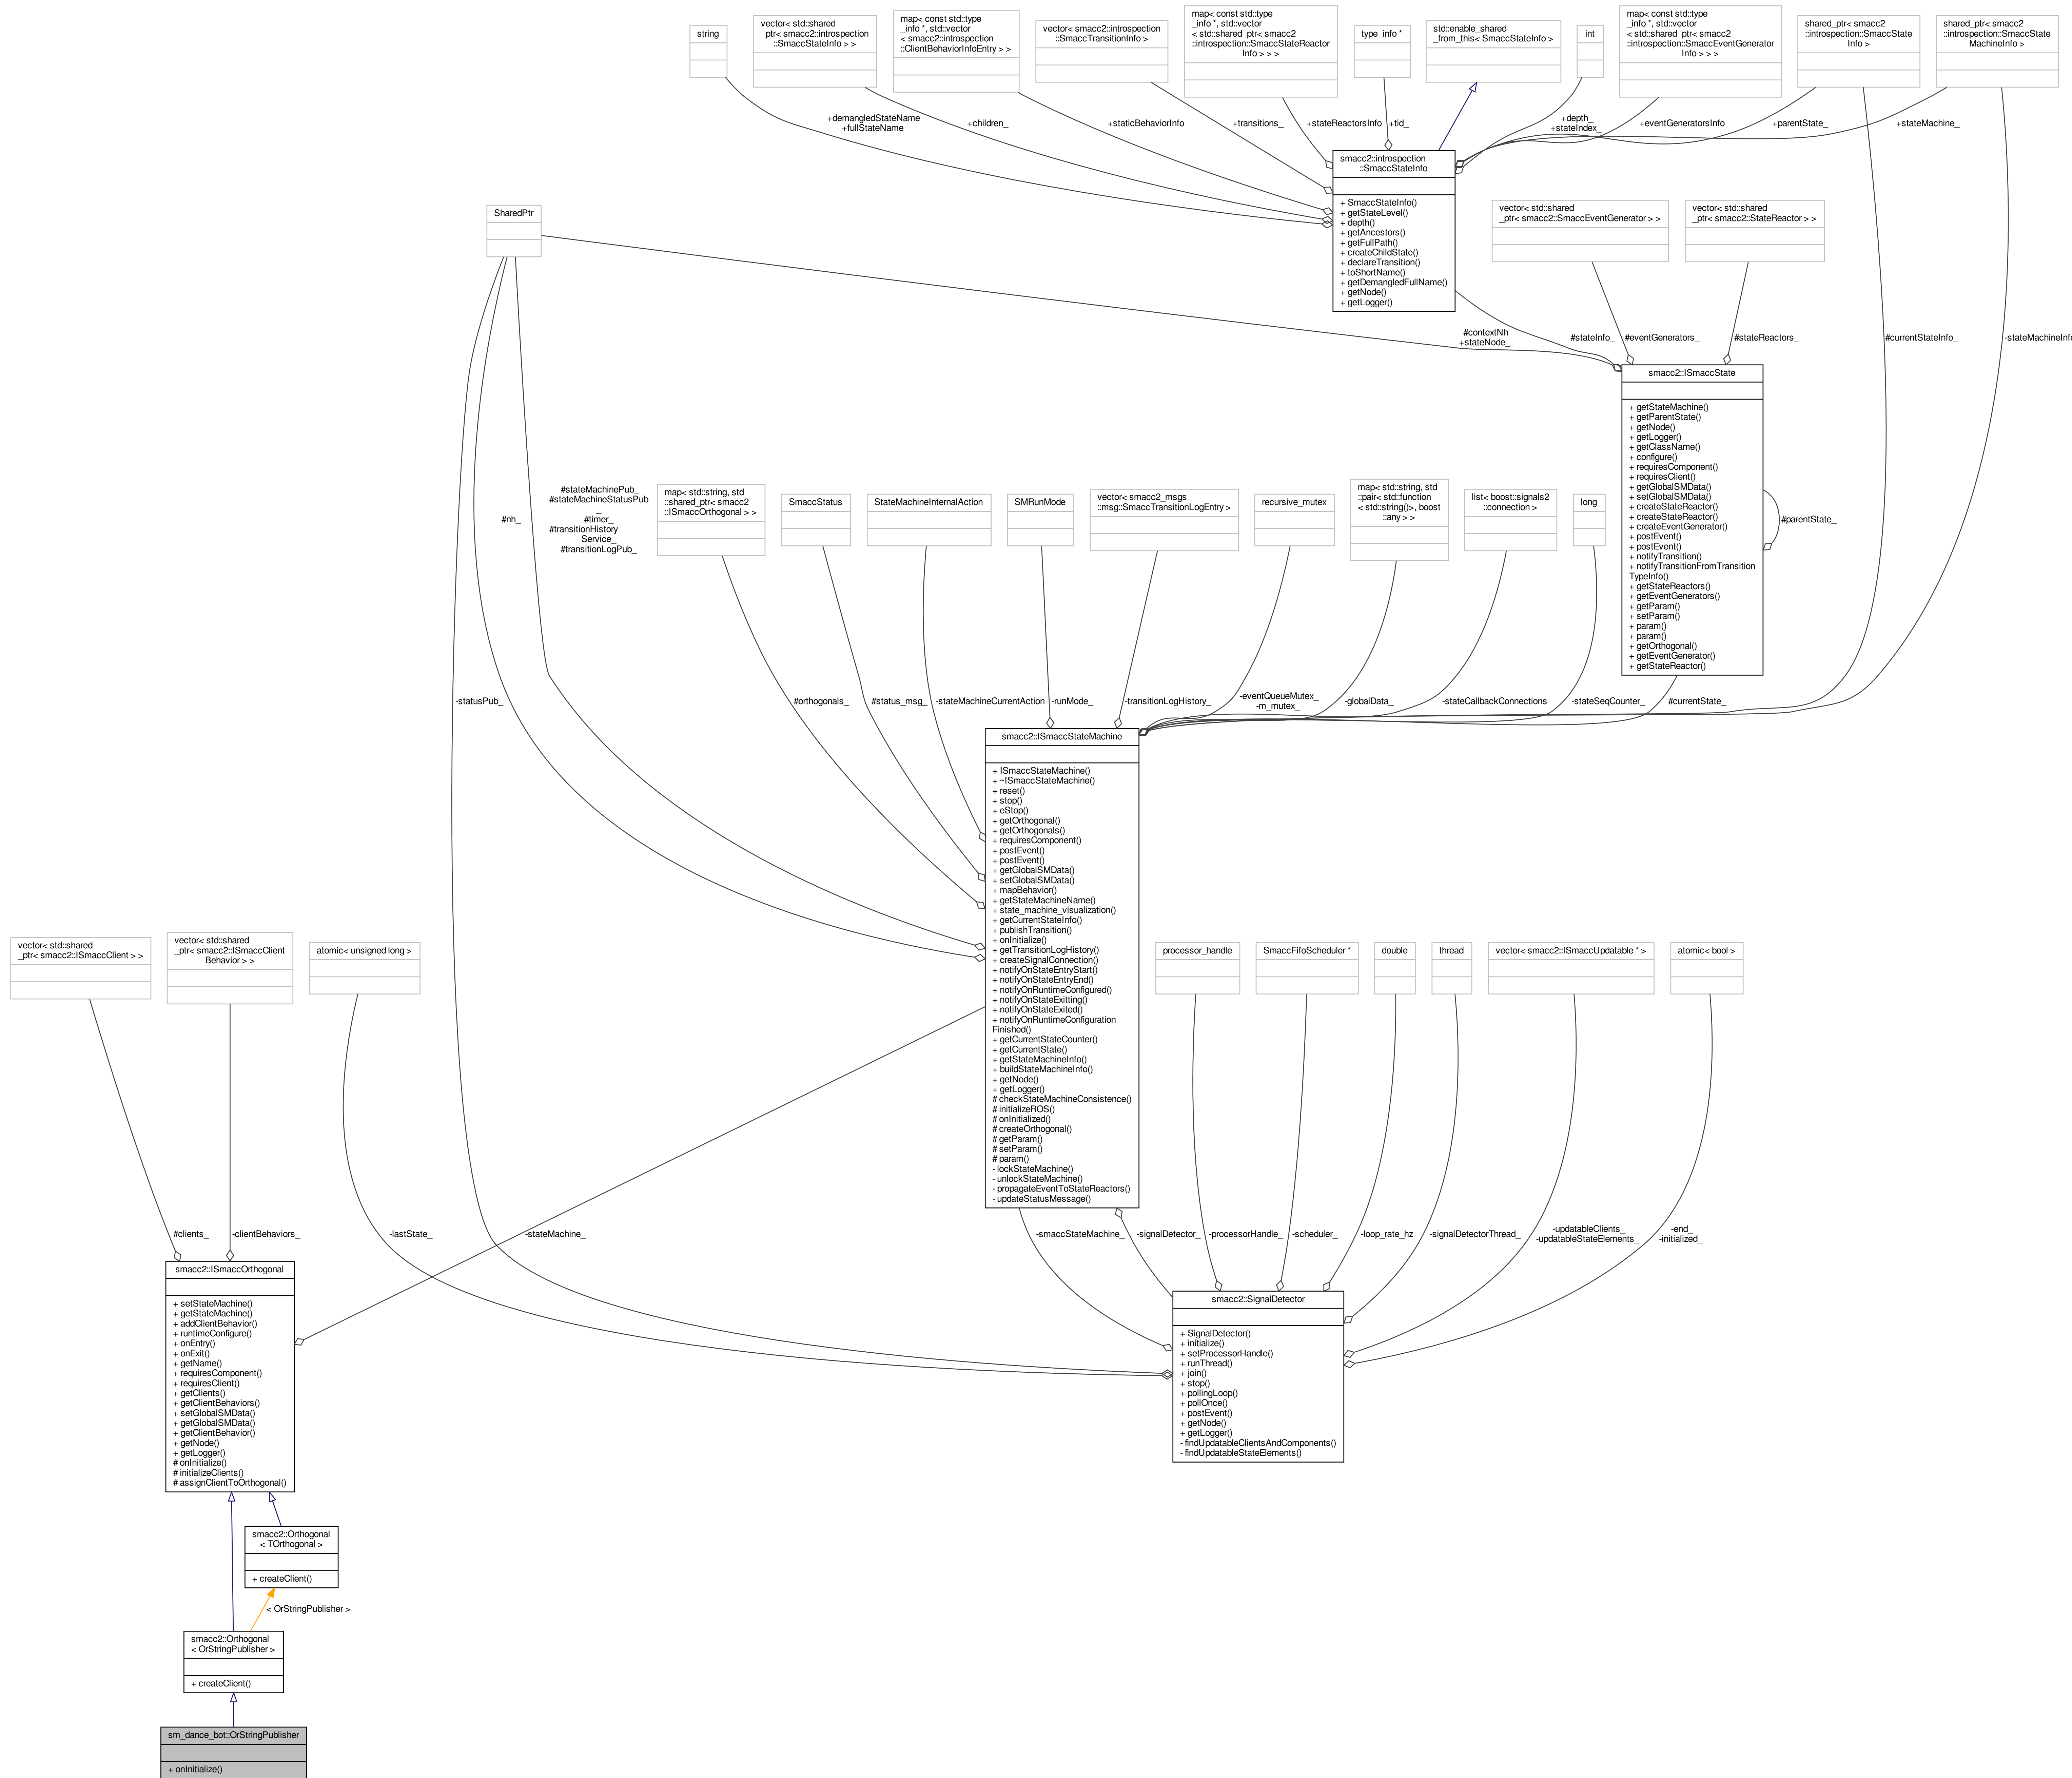 string
vector< std::shared
_ptr< smacc2::introspection
::SmaccStateInfo > >
map< const std::type
_info *, std::vector
< smacc2::introspection
::ClientBehaviorInfoEntry > >
vector< smacc2::introspection
::SmaccTransitionInfo >
map< const std::type
_info *, std::vector
< std::shared_ptr< smacc2
::introspection::SmaccStateReactor
Info > > >
type_info *
std::enable_shared
_from_this< SmaccStateInfo >
int
map< const std::type
_info *, std::vector
< std::shared_ptr< smacc2
::introspection::SmaccEventGenerator
Info > > >
shared_ptr< smacc2
::introspection::SmaccState
Info >
shared_ptr< smacc2
::introspection::SmaccState
MachineInfo >
+demangledStateName
+fullStateName
+children_
+staticBehaviorInfo
+transitions_
+stateReactorsInfo
+tid_
+depth_
+stateIndex_
+eventGeneratorsInfo
+parentState_
+stateMachine_
smacc2::introspection
::SmaccStateInfo
+ SmaccStateInfo()
+ getStateLevel()
+ depth()
+ getAncestors()
+ getFullPath()
+ createChildState()
+ declareTransition()
+ toShortName()
+ getDemangledFullName()
+ getNode()
+ getLogger()
SharedPtr
vector< std::shared
_ptr< smacc2::SmaccEventGenerator > >
vector< std::shared
_ptr< smacc2::StateReactor > >
#contextNh
+stateNode_
#stateInfo_
#eventGenerators_
#stateReactors_
#currentStateInfo_
-stateMachineInfo
smacc2::ISmaccState
+ getStateMachine()
+ getParentState()
+ getNode()
+ getLogger()
+ getClassName()
+ configure()
+ requiresComponent()
+ requiresClient()
+ getGlobalSMData()
+ setGlobalSMData()
+ createStateReactor()
+ createStateReactor()
+ createEventGenerator()
+ postEvent()
+ postEvent()
+ notifyTransition()
+ notifyTransitionFromTransition
TypeInfo()
+ getStateReactors()
+ getEventGenerators()
+ getParam()
+ setParam()
+ param()
+ param()
+ getOrthogonal()
+ getEventGenerator()
+ getStateReactor()
#parentState_
#nh_
#stateMachinePub_
#stateMachineStatusPub
_
#timer_
#transitionHistory
Service_
#transitionLogPub_
map< std::string, std
::shared_ptr< smacc2
::ISmaccOrthogonal > >
SmaccStatus
StateMachineInternalAction
SMRunMode
vector< smacc2_msgs
::msg::SmaccTransitionLogEntry >
recursive_mutex
map< std::string, std
::pair< std::function
< std::string()>, boost
::any > >
list< boost::signals2
::connection >
long
-statusPub_
#orthogonals_
#status_msg_
-stateMachineCurrentAction
-runMode_
-transitionLogHistory_
-eventQueueMutex_
-m_mutex_
-globalData_
-stateCallbackConnections
-stateSeqCounter_
#currentState_
smacc2::ISmaccStateMachine
+ ISmaccStateMachine()
+ ~ISmaccStateMachine()
+ reset()
+ stop()
+ eStop()
+ getOrthogonal()
+ getOrthogonals()
+ requiresComponent()
+ postEvent()
+ postEvent()
+ getGlobalSMData()
+ setGlobalSMData()
+ mapBehavior()
+ getStateMachineName()
+ state_machine_visualization()
+ getCurrentStateInfo()
+ publishTransition()
+ onInitialize()
+ getTransitionLogHistory()
+ createSignalConnection()
+ notifyOnStateEntryStart()
+ notifyOnStateEntryEnd()
+ notifyOnRuntimeConfigured()
+ notifyOnStateExitting()
+ notifyOnStateExited()
+ notifyOnRuntimeConfiguration
Finished()
+ getCurrentStateCounter()
+ getCurrentState()
+ getStateMachineInfo()
+ buildStateMachineInfo()
+ getNode()
+ getLogger()
# checkStateMachineConsistence()
# initializeROS()
# onInitialized()
# createOrthogonal()
# getParam()
# setParam()
# param()
- lockStateMachine()
- unlockStateMachine()
- propagateEventToStateReactors()
- updateStatusMessage()
vector< std::shared
_ptr< smacc2::ISmaccClient > >
vector< std::shared
_ptr< smacc2::ISmaccClient
Behavior > >
atomic< unsigned long >
processor_handle
SmaccFifoScheduler *
double
thread
vector< smacc2::ISmaccUpdatable * >
atomic< bool >
#clients_
-clientBehaviors_
-lastState_
-stateMachine_
-smaccStateMachine_
-signalDetector_
-processorHandle_
-scheduler_
-loop_rate_hz
-signalDetectorThread_
-updatableClients_
-updatableStateElements_
-end_
-initialized_
smacc2::ISmaccOrthogonal
+ setStateMachine()
+ getStateMachine()
+ addClientBehavior()
+ runtimeConfigure()
+ onEntry()
+ onExit()
+ getName()
+ requiresComponent()
+ requiresClient()
+ getClients()
+ getClientBehaviors()
+ setGlobalSMData()
+ getGlobalSMData()
+ getClientBehavior()
+ getNode()
+ getLogger()
# onInitialize()
# initializeClients()
# assignClientToOrthogonal()
smacc2::SignalDetector
+ SignalDetector()
+ initialize()
+ setProcessorHandle()
+ runThread()
+ join()
+ stop()
+ pollingLoop()
+ pollOnce()
+ postEvent()
+ getNode()
+ getLogger()
- findUpdatableClientsAndComponents()
- findUpdatableStateElements()
smacc2::Orthogonal
< TOrthogonal >
+ createClient()
< OrStringPublisher >
smacc2::Orthogonal
< OrStringPublisher >
+ createClient()
sm_dance_bot::OrStringPublisher
+ onInitialize()